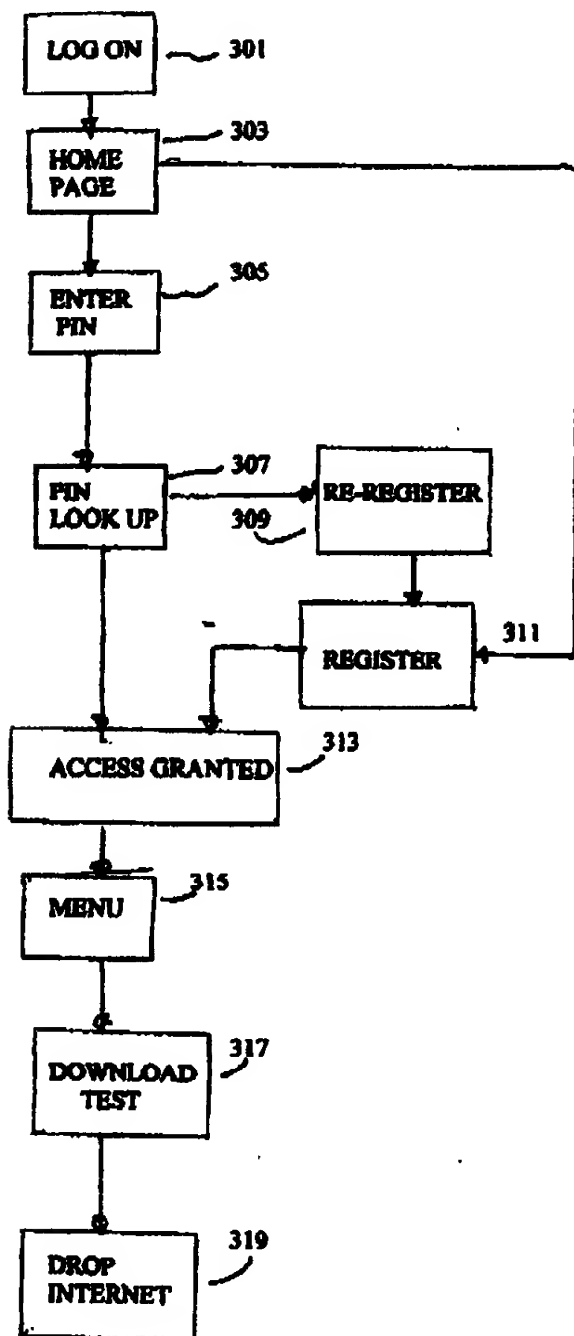 LOG ON
301
303
HOME
PAGE
305
ENTER
PIN
307
PIN
LOOK UP
309
RE-REGISTER
311
REGISTER
313
ACCESS GRANTED
315
MENU
317
DOWNLOAD
TEST
319
DROP
INTERNET